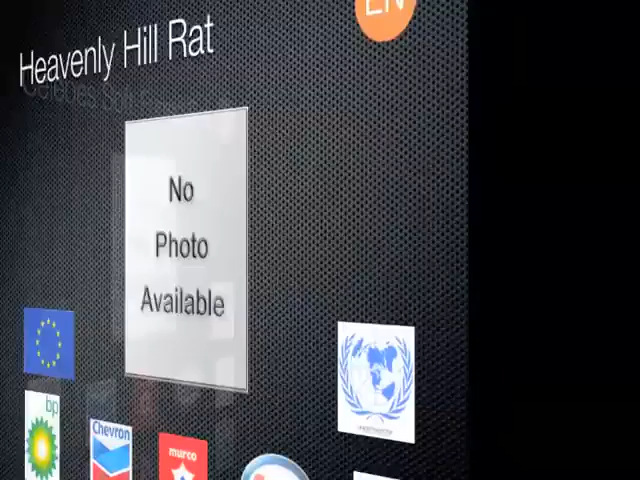 EN
Heavenly Hill Rat
No
Photo
Available
bp
Chevron
murco